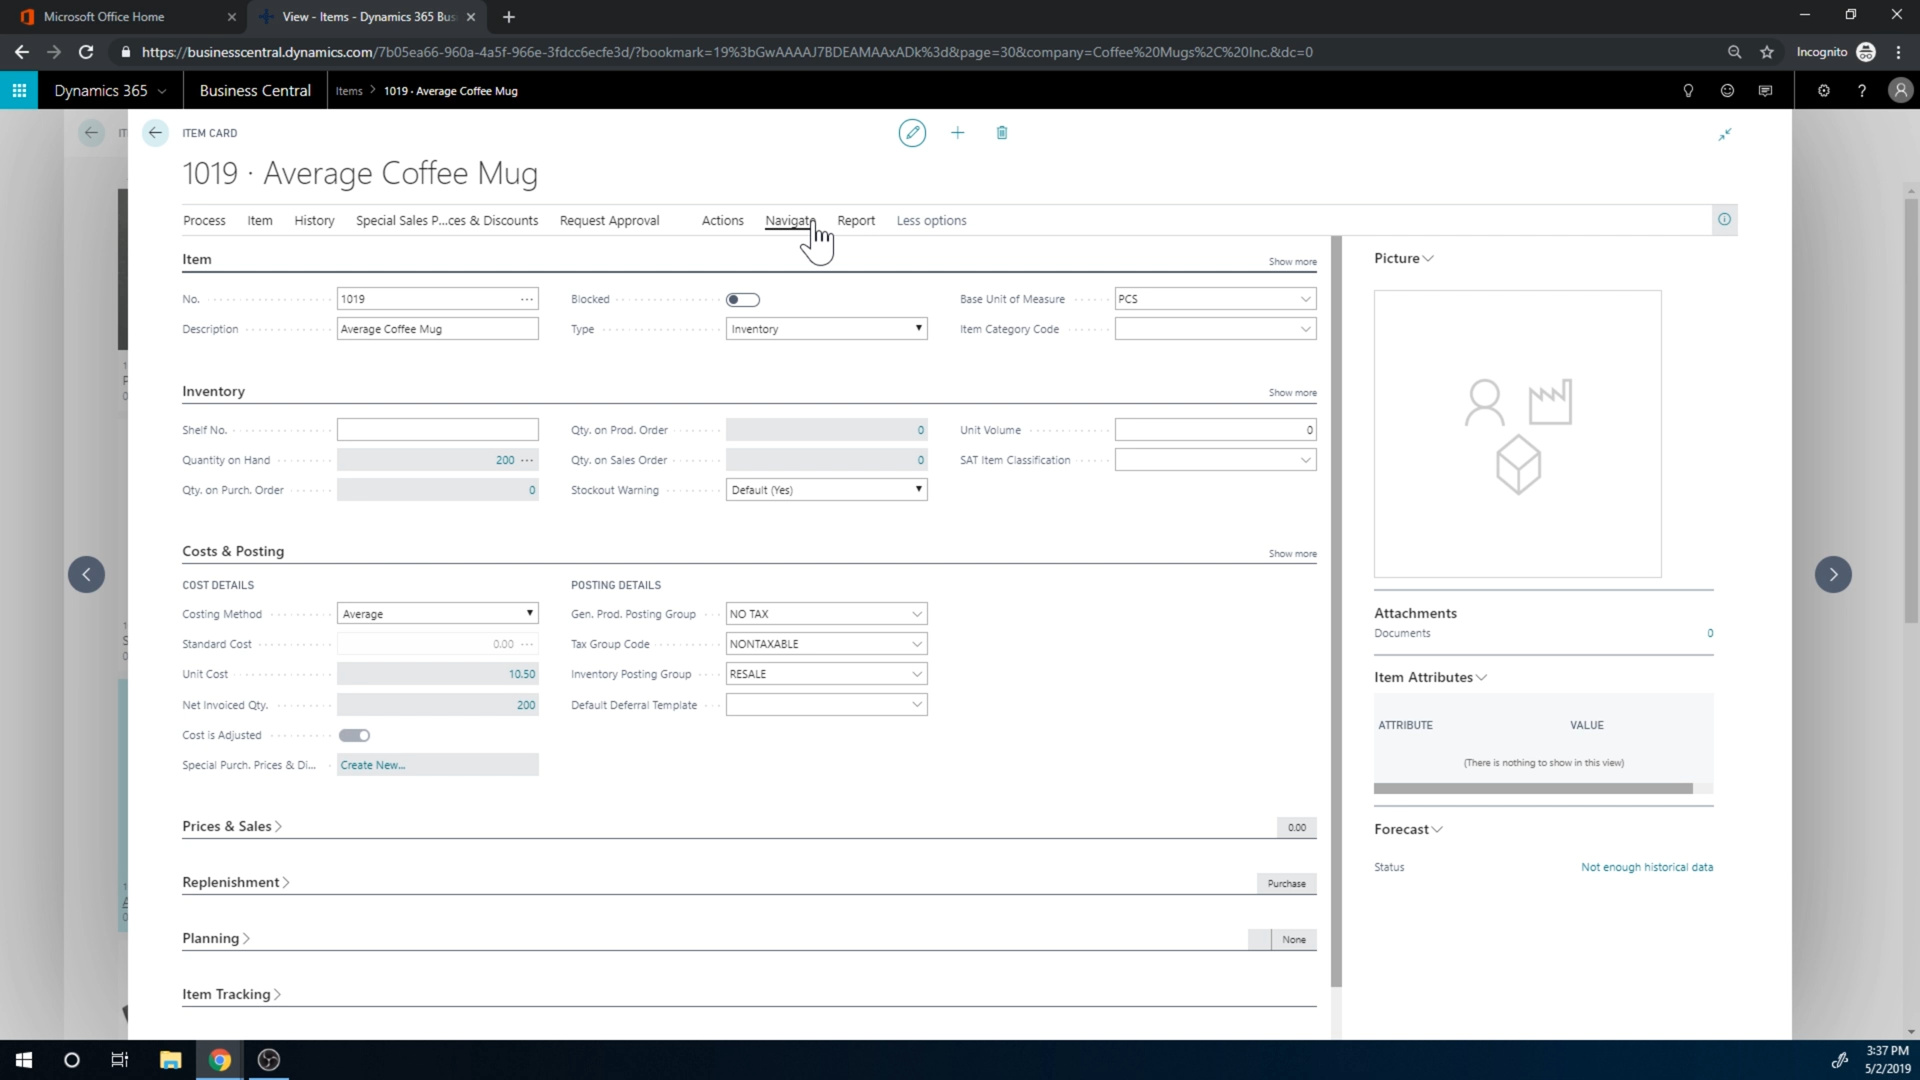 Microsoft Office Home
View - Items - Dynamics 365 Bus
https://businesscentral.dynamics.com/7b05ea66-960a-4a5f-966e-3fdcc6ecfe3d/?bookmark=19%3bGwAAAAJ7BDEAMAAxADk%3d&page=30&company=Coffee%20Mugs%2C%20Inc.&dc=0
Incognito
Dynamics 365
Business Central
Items > 1019 · Average Coffee Mug
ITEM CARD
1019 · Average Coffee Mug
Process Item History Special Sales P...ces & Discounts Request Approval Actions Navigate Report Less options
Item
Show more
No. 1019 ···
Blocked
Base Unit of Measure PCS
Description Average Coffee Mug
Type Inventory
Item Category Code
Inventory
Show more
Shelf No.
Qty. on Prod. Order 0
Unit Volume 0
Quantity on Hand 200 ···
Qty. on Sales Order 0
SAT Item Classification
Qty. on Purch. Order 0
Stockout Warning Default (Yes)
Costs & Posting
Show more
COST DETAILS
POSTING DETAILS
Costing Method Average
Gen. Prod. Posting Group NO TAX
Standard Cost 0.00 ···
Tax Group Code NONTAXABLE
Unit Cost 10.50
Inventory Posting Group RESALE
Net Invoiced Qty. 200
Default Deferral Template
Cost is Adjusted
Special Purch. Prices & Di... Create New...
Prices & Sales > 0.00
Replenishment > Purchase
Planning > None
Item Tracking >
Picture
Attachments
Documents 0
Item Attributes
ATTRIBUTE VALUE
(There is nothing to show in this view)
Forecast
Status Not enough historical data
3:37 PM
5/2/2019